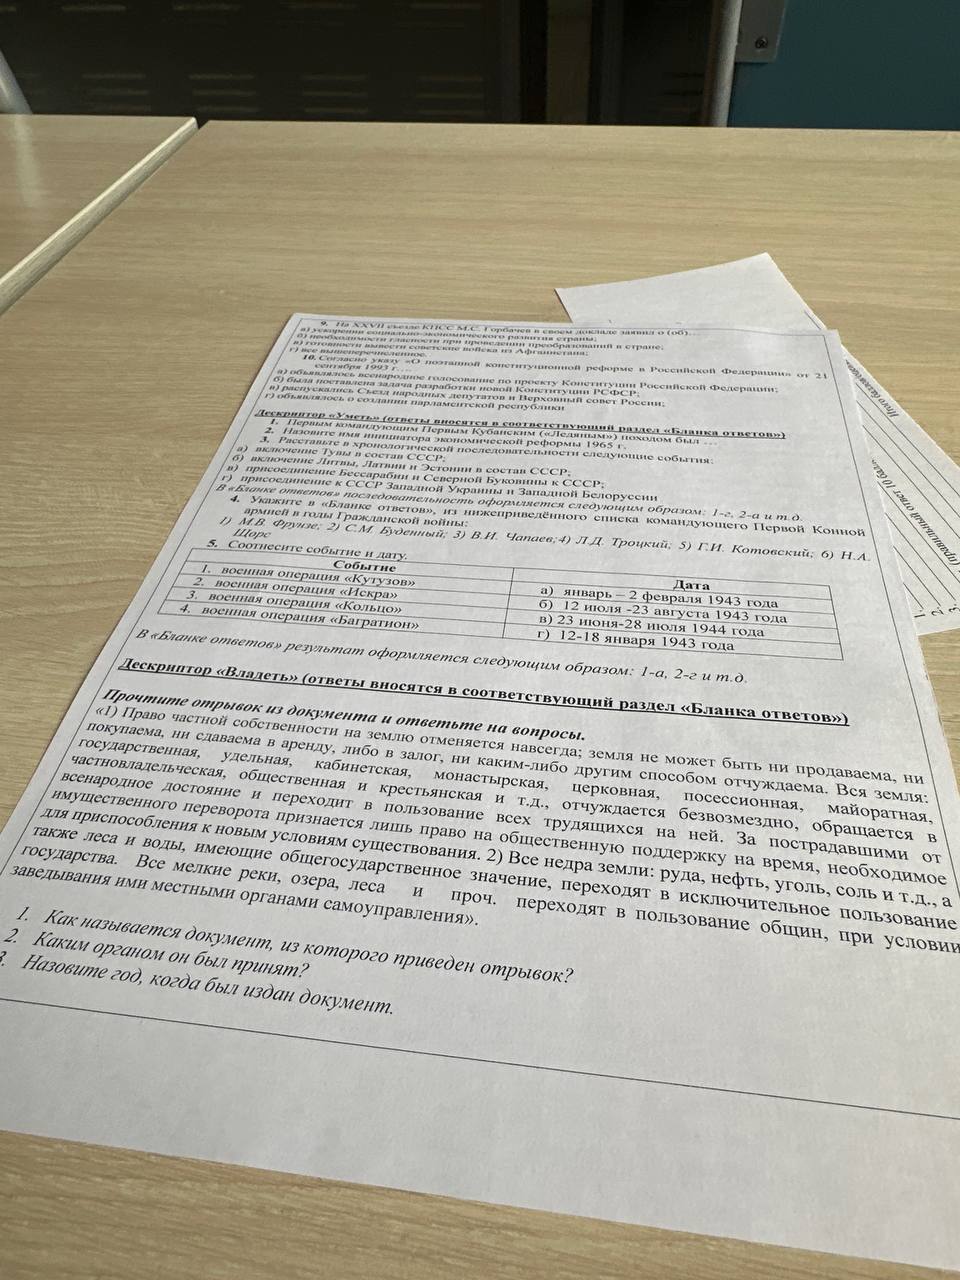 9. На XXVII съезде КПСС М.С. Горбачев в своем докладе заявил о (об)…
а) ускорении социально-экономического развития страны;
б) необходимости гласности при проведении преобразований в стране;
в) готовности вывести советские войска из Афганистана;
г) все вышеперечисленное.
10. Согласно указу «О поэтапной конституционной реформе в Российской Федерации» от 21
сентября 1993 г….
а) объявлялось всенародное голосование по проекту Конституции Российской Федерации;
б) была поставлена задача разработки новой Конституции РСФСР;
в) распускались Съезд народных депутатов и Верховный совет России;
г) объявлялось о создании парламентской республики
Дескриптор «Уметь» (ответы вносятся в соответствующий раздел «Бланка ответов»)
1. Первым командующим Первым Кубанским («Ледяным») походом был …
2. Назовите имя инициатора экономической реформы 1965 г.
3. Расставьте в хронологической последовательности следующие события:
а) включение Тувы в состав СССР;
б) включение Литвы, Латвии и Эстонии в состав СССР;
в) присоединение Бессарабии и Северной Буковины к СССР;
г) присоединение к СССР Западной Украины и Западной Белоруссии
В «Бланке ответов» последовательность оформляется следующим образом: 1-г, 2-а и т.д.
4. Укажите в «Бланке ответов», из нижеприведённого списка командующего Первой Конной
армией в годы Гражданской войны:
1) М.В. Фрунзе; 2) С.М. Буденный; 3) В.И. Чапаев; 4) Л.Д. Троцкий; 5) Г.И. Котовский; 6) Н.А.
Щорс
5. Соотнесите событие и дату.
Событие Дата
1. военная операция «Кутузов» а) январь – 2 февраля 1943 года
2. военная операция «Искра» б) 12 июля -23 августа 1943 года
3. военная операция «Кольцо» в) 23 июня-28 июля 1944 года
4. военная операция «Багратион» г) 12-18 января 1943 года
В «Бланке ответов» результат оформляется следующим образом: 1-а, 2-г и т.д.
Дескриптор «Владеть» (ответы вносятся в соответствующий раздел «Бланка ответов»)
Прочтите отрывок из документа и ответьте на вопросы.
«1) Право частной собственности на землю отменяется навсегда; земля не может быть ни продаваема, ни
покупаема, ни сдаваема в аренду, либо в залог, ни каким-либо другим способом отчуждаема. Вся земля:
государственная, удельная, кабинетская, монастырская, церковная, посессионная, майоратная,
частновладельческая, общественная и крестьянская и т.д., отчуждается безвозмездно, обращается в
всенародное достояние и переходит в пользование всех трудящихся на ней. За пострадавшими от
имущественного переворота признается лишь право на общественную поддержку на время, необходимое
для приспособления к новым условиям существования. 2) Все недра земли: руда, нефть, уголь, соль и т.д., а
также леса и воды, имеющие общегосударственное значение, переходят в исключительное пользование
государства. Все мелкие реки, озера, леса и проч. переходят в пользование общин, при условии
заведывания ими местными органами самоуправления».
1. Как называется документ, из которого приведен отрывок?
2. Каким органом он был принят?
3. Назовите год, когда был издан документ.
Итого баллов
правильный ответ 10 бал
1.
2.
3.